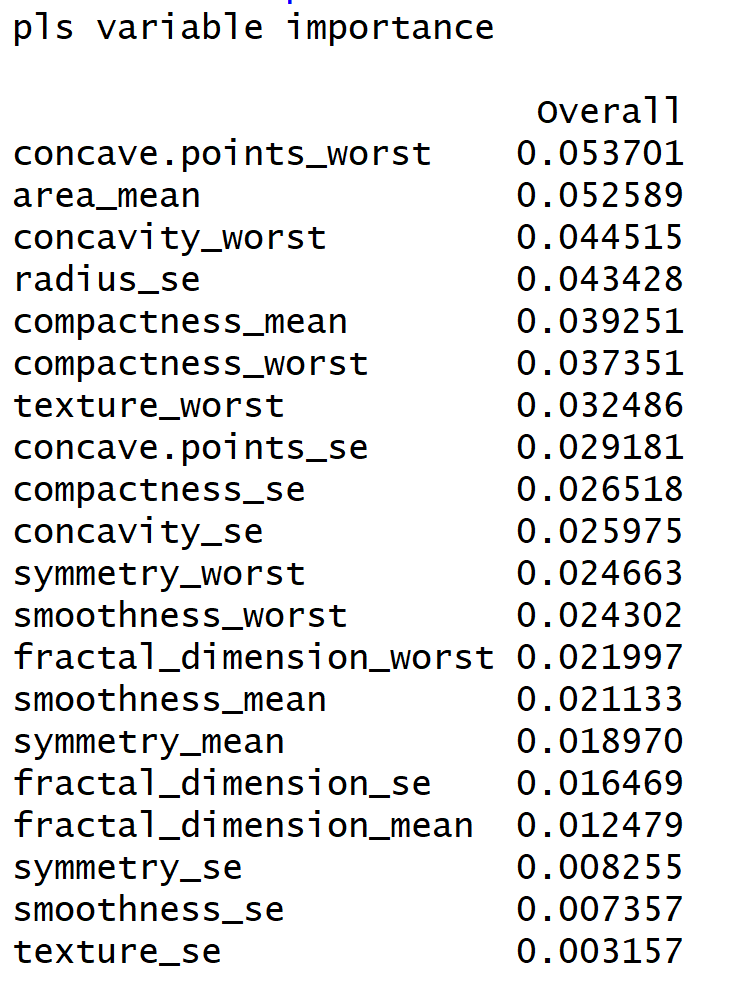 pls variable importance
Overall
concave.points_worst 0.053701
area_mean 0.052589
concavity_worst 0.044515
radius_se 0.043428
compactness_mean 0.039251
compactness_worst 0.037351
texture_worst 0.032486
concave.points_se 0.029181
compactness_se 0.026518
concavity_se 0.025975
symmetry_worst 0.024663
smoothness_worst 0.024302
fractal_dimension_worst 0.021997
smoothness_mean 0.021133
symmetry_mean 0.018970
fractal_dimension_se 0.016469
fractal_dimension_mean 0.012479
symmetry_se 0.008255
smoothness_se 0.007357
texture_se 0.003157